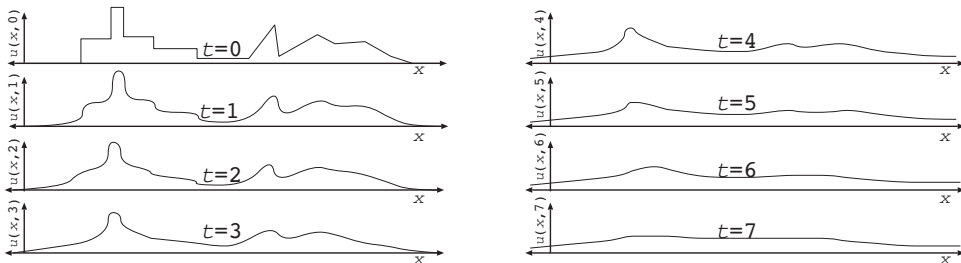 u(x,0)
t=0
x
u(x,1)
t=1
x
u(x,2)
t=2
x
u(x,3)
t=3
x
u(x,4)
t=4
x
u(x,5)
t=5
x
u(x,6)
t=6
x
u(x,7)
t=7
x